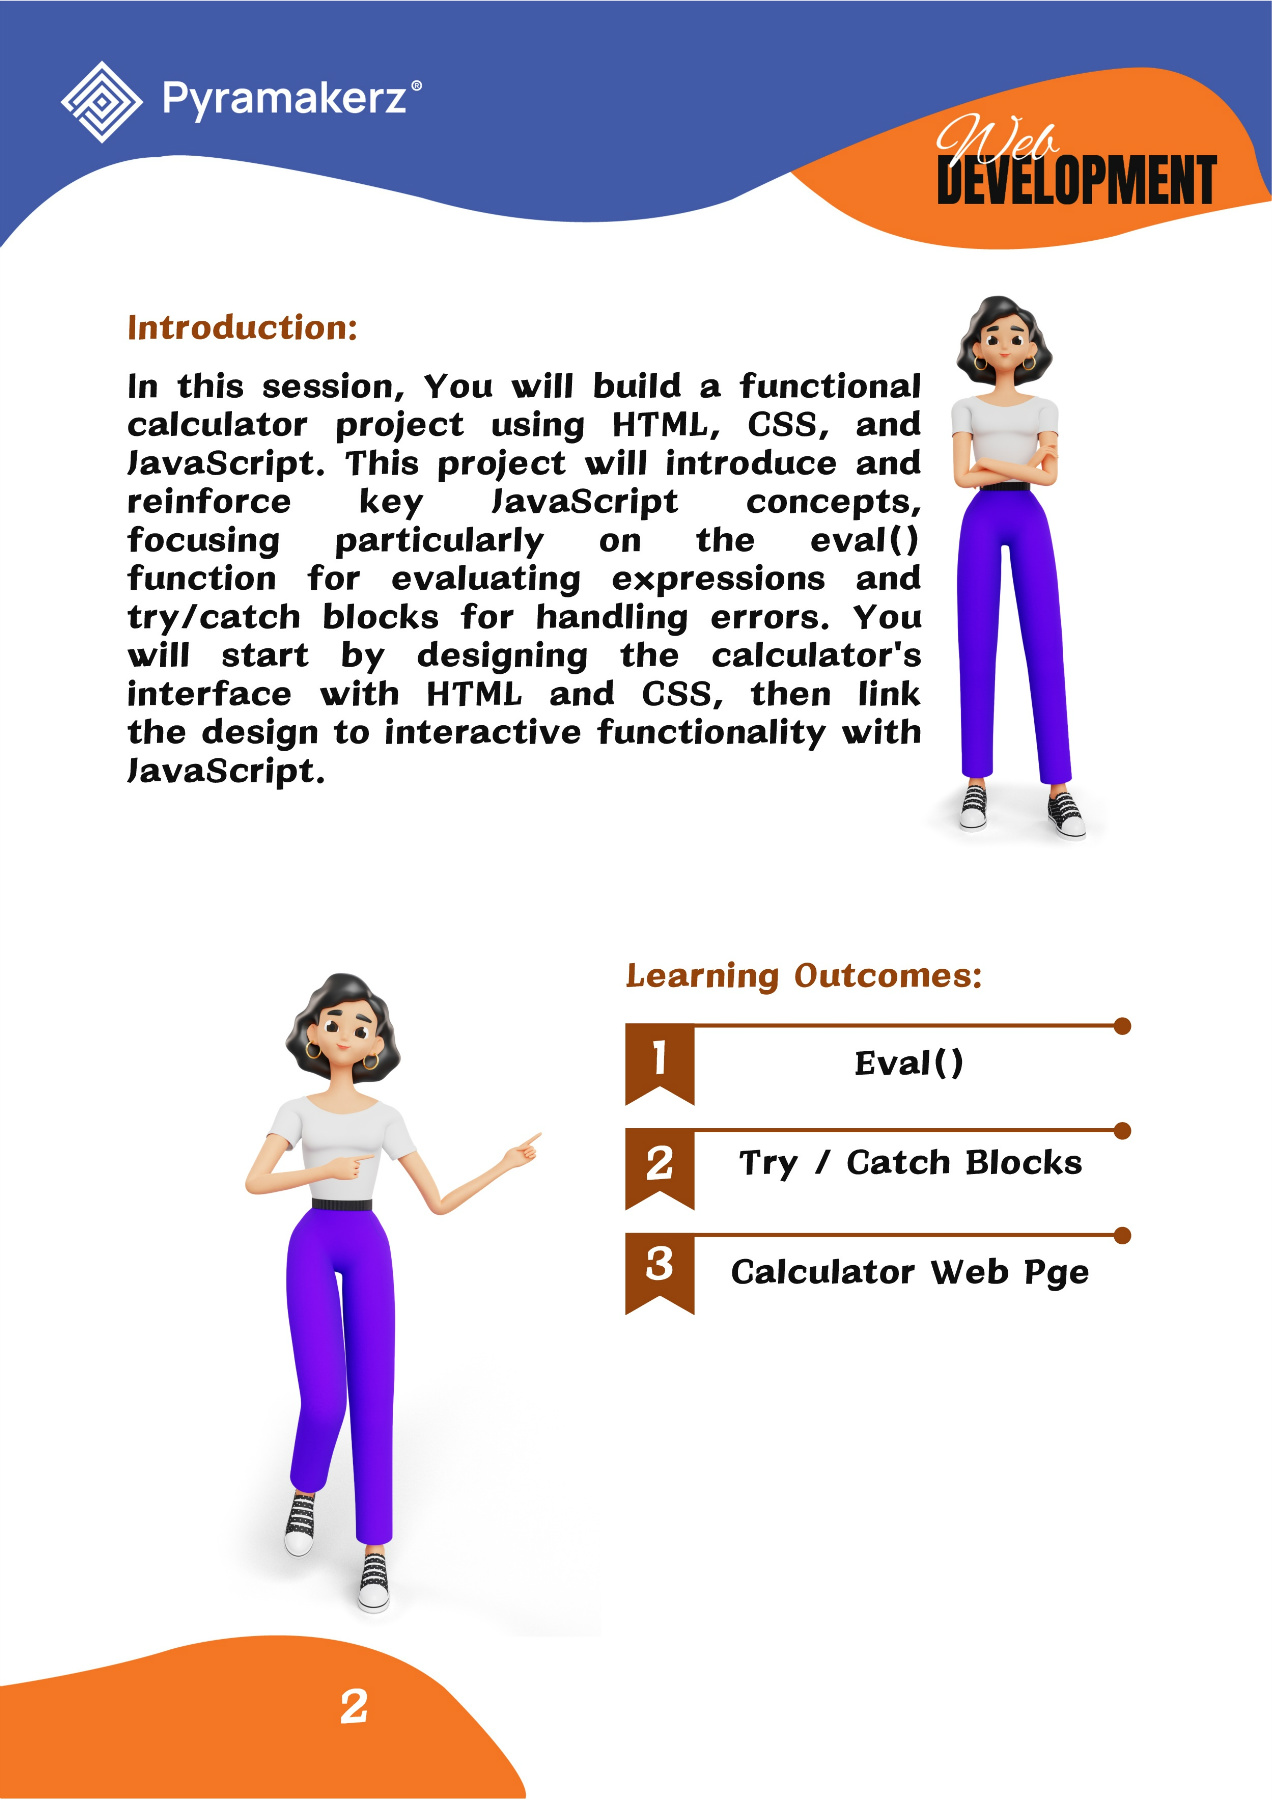 Pyramakerz®
Web
DEVELOPMENT
Introduction:
In this session, You will build a functional
calculator project using HTML, CSS, and
JavaScript. This project will introduce and
reinforce key JavaScript concepts,
focusing particularly on the eval()
function for evaluating expressions and
try/catch blocks for handling errors. You
will start by designing the calculator's
interface with HTML and CSS, then link
the design to interactive functionality with
JavaScript.
Learning Outcomes:
1
Eval()
2
Try / Catch Blocks
3
Calculator Web Pge
2